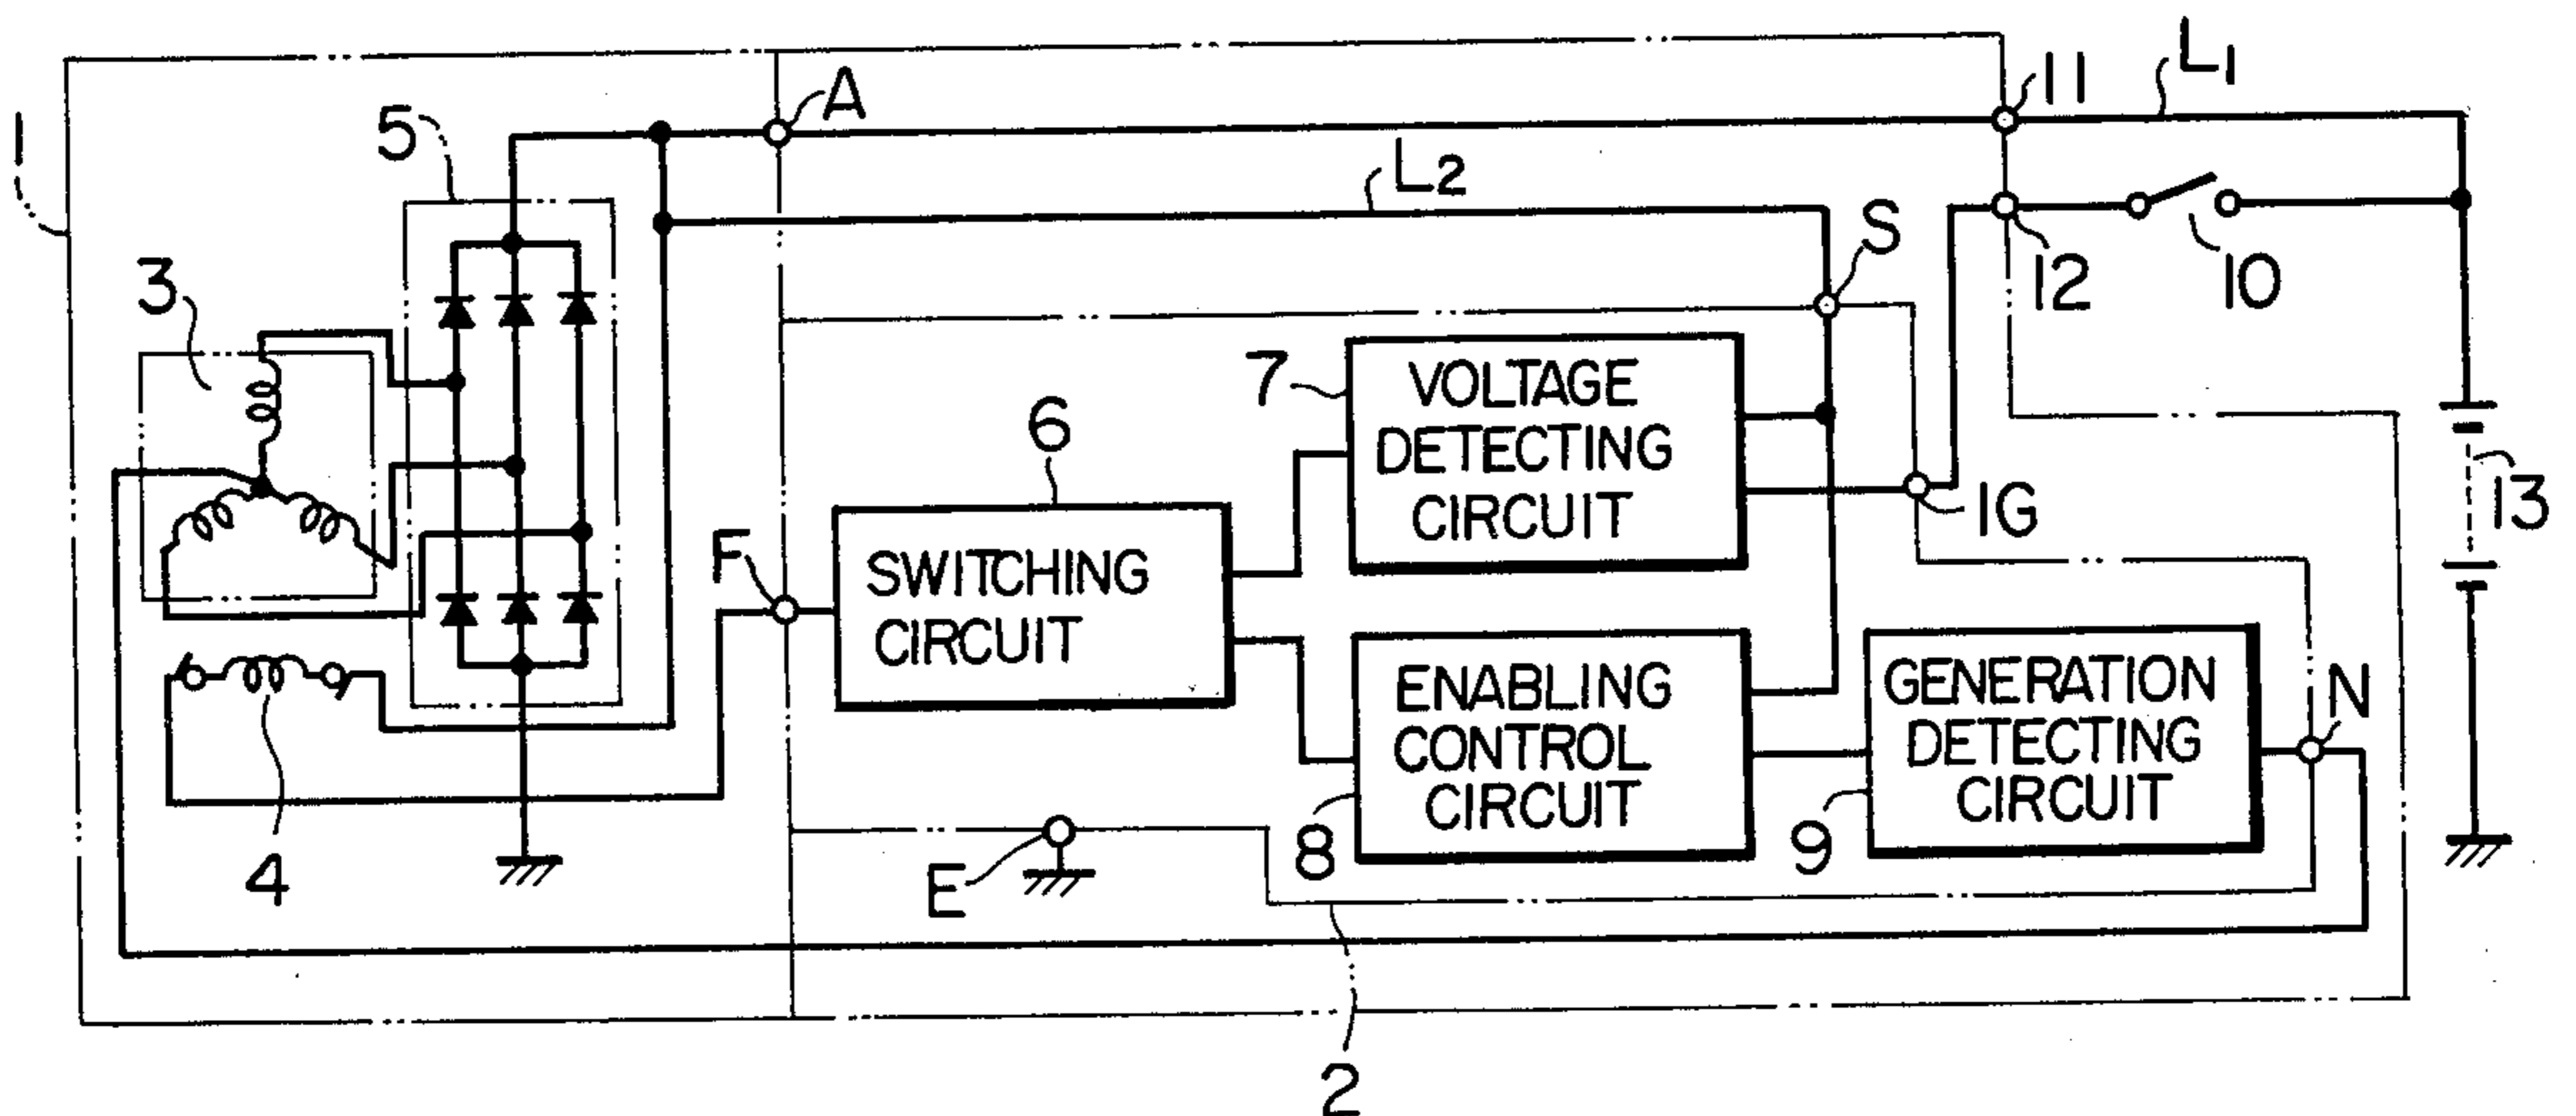 1
5
A
11
L1
L2
S
12
10
3
7
VOLTAGE
DETECTING
CIRCUIT
6
1G
13
F
SWITCHING
CIRCUIT
ENABLING
CONTROL
CIRCUIT
GENERATION
DETECTING
CIRCUIT
N
4
E
8
9
2